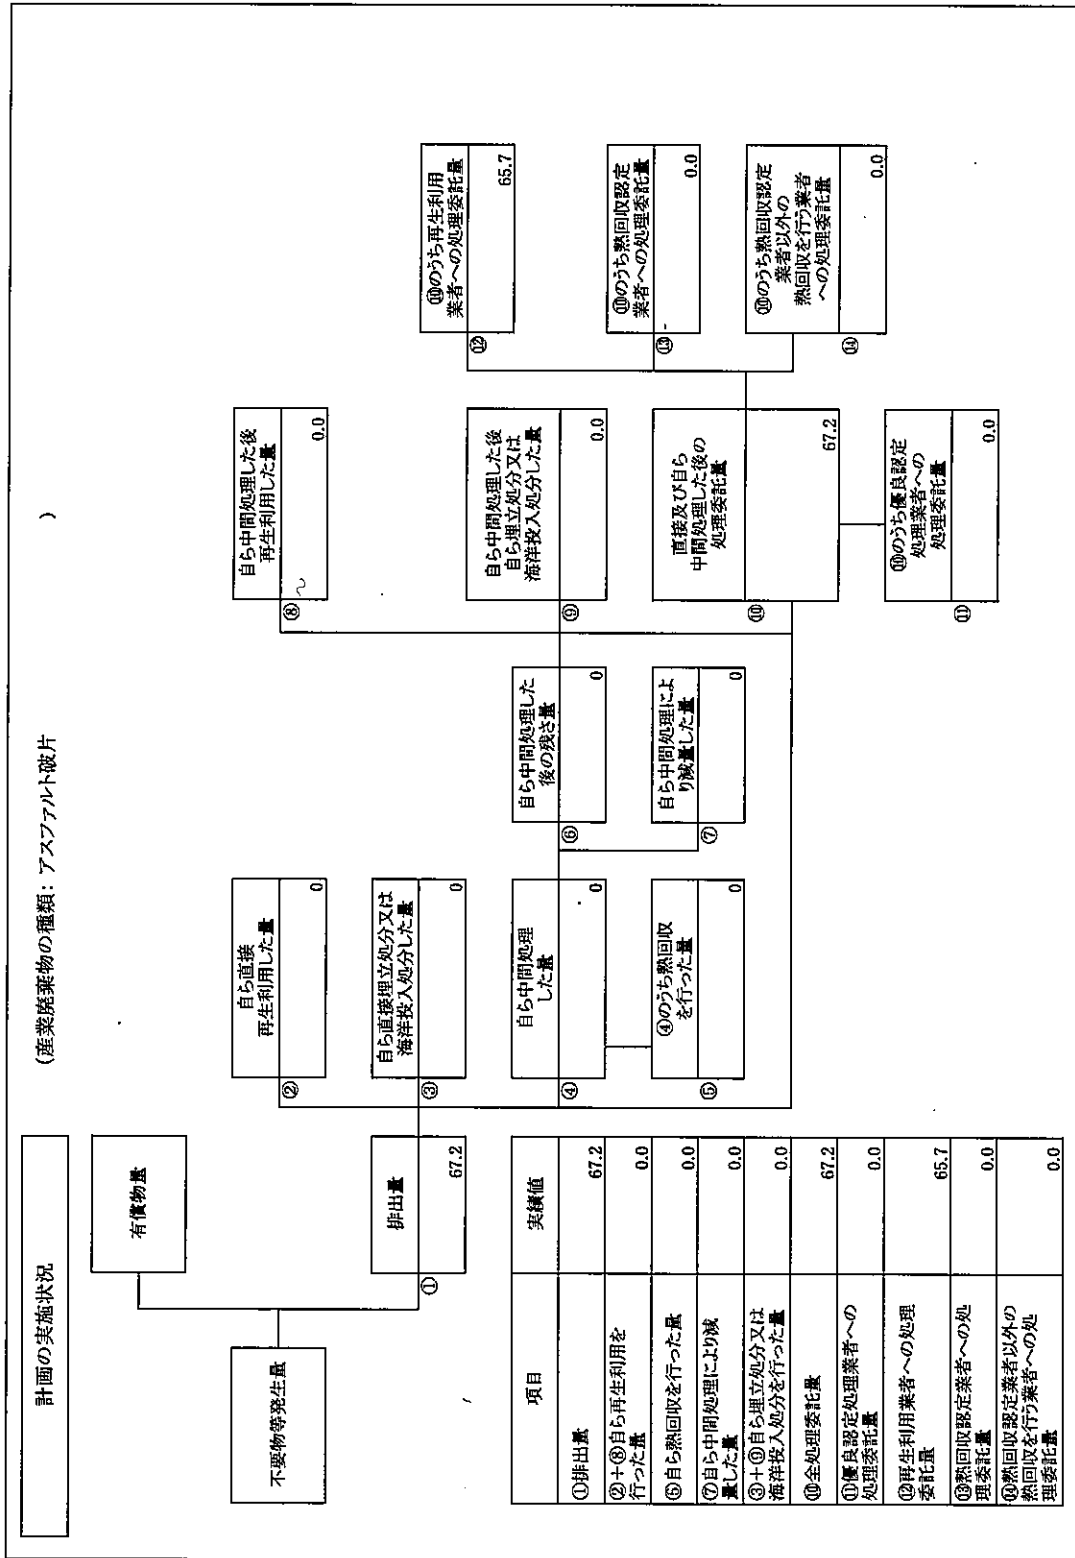 計画の実施状況
(産業廃棄物の種類: アスファルト破片 )
不要物等発生量
有償物量
排出量
①
67.2
自ら直接
再生利用した量
②
0
自ら直接埋立処分又は
海洋投入処分した量
③
0
自ら中間処理
した量
④
0
④のうち熱回収
を行った量
⑤
0
自ら中間処理した
後の残さ量
⑥
0
自ら中間処理によ
り減量した量
⑦
0
自ら中間処理した後
再生利用した量
⑧
0.0
自ら中間処理した後
自ら埋立処分又は
海洋投入処分した量
⑨
0.0
直接及び自ら
中間処理した後の
処理委託量
⑩
67.2
⑩のうち優良認定
処理業者への
処理委託量
⑪
0.0
⑩のうち再生利用
業者への処理委託量
⑫
65.7
⑩のうち熱回収認定
業者への処理委託量
⑬
0.0
⑩のうち熱回収認定
業者以外の
熱回収を行う業者
への処理委託量
⑭
0.0
項目 実績値
①排出量 67.2
②+⑧自ら再生利用を
行った量 0.0
⑤自ら熱回収を行った量 0.0
⑦自ら中間処理により減
量した量 0.0
③+⑨自ら埋立処分又は
海洋投入処分を行った量 0.0
⑩全処理委託量 67.2
⑪優良認定処理業者への
処理委託量 0.0
⑫再生利用業者への処理
委託量 65.7
⑬熱回収認定業者への処
理委託量 0.0
⑭熱回収認定業者以外の
熱回収を行う業者への処
理委託量 0.0